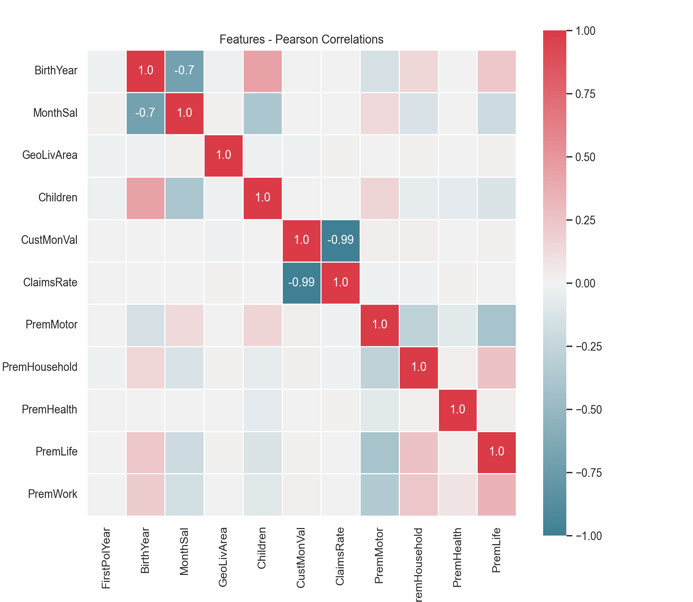 Features - Pearson Correlations
BirthYear
MonthSal
GeoLivArea
Children
CustMonVal
ClaimsRate
PremMotor
PremHousehold
PremHealth
PremLife
PremWork
1.0 -0.7
-0.7 1.0
1.0
1.0
1.0 -0.99
-0.99 1.0
1.0
1.0
1.0
1.0
FirstPolYear
BirthYear
MonthSal
GeoLivArea
Children
CustMonVal
ClaimsRate
PremMotor
remHousehold
PremHealth
PremLife
1.00
0.75
0.50
0.25
0.00
−0.25
−0.50
−0.75
−1.00